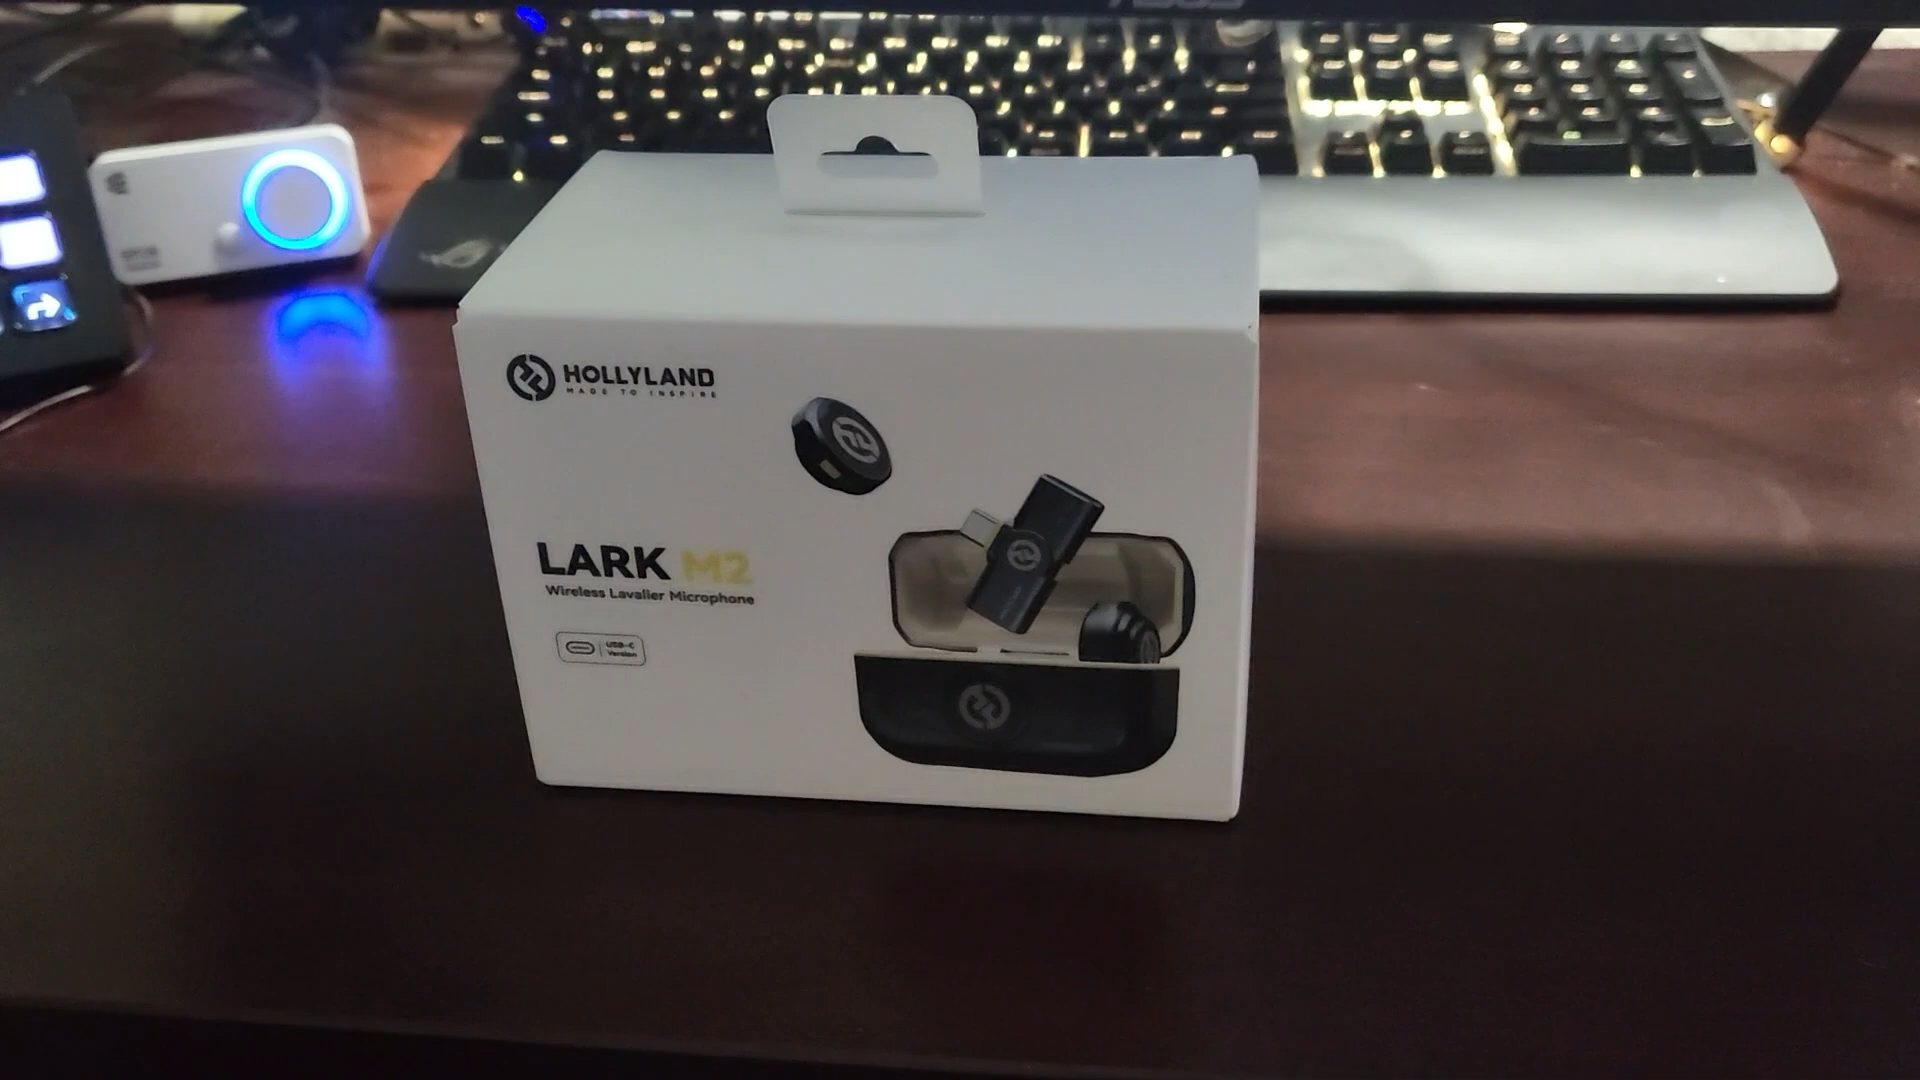 HOLLYLAND
MADE TO INSPIRE
LARK M2
Wireless Lavalier Microphone
USB-C
Version